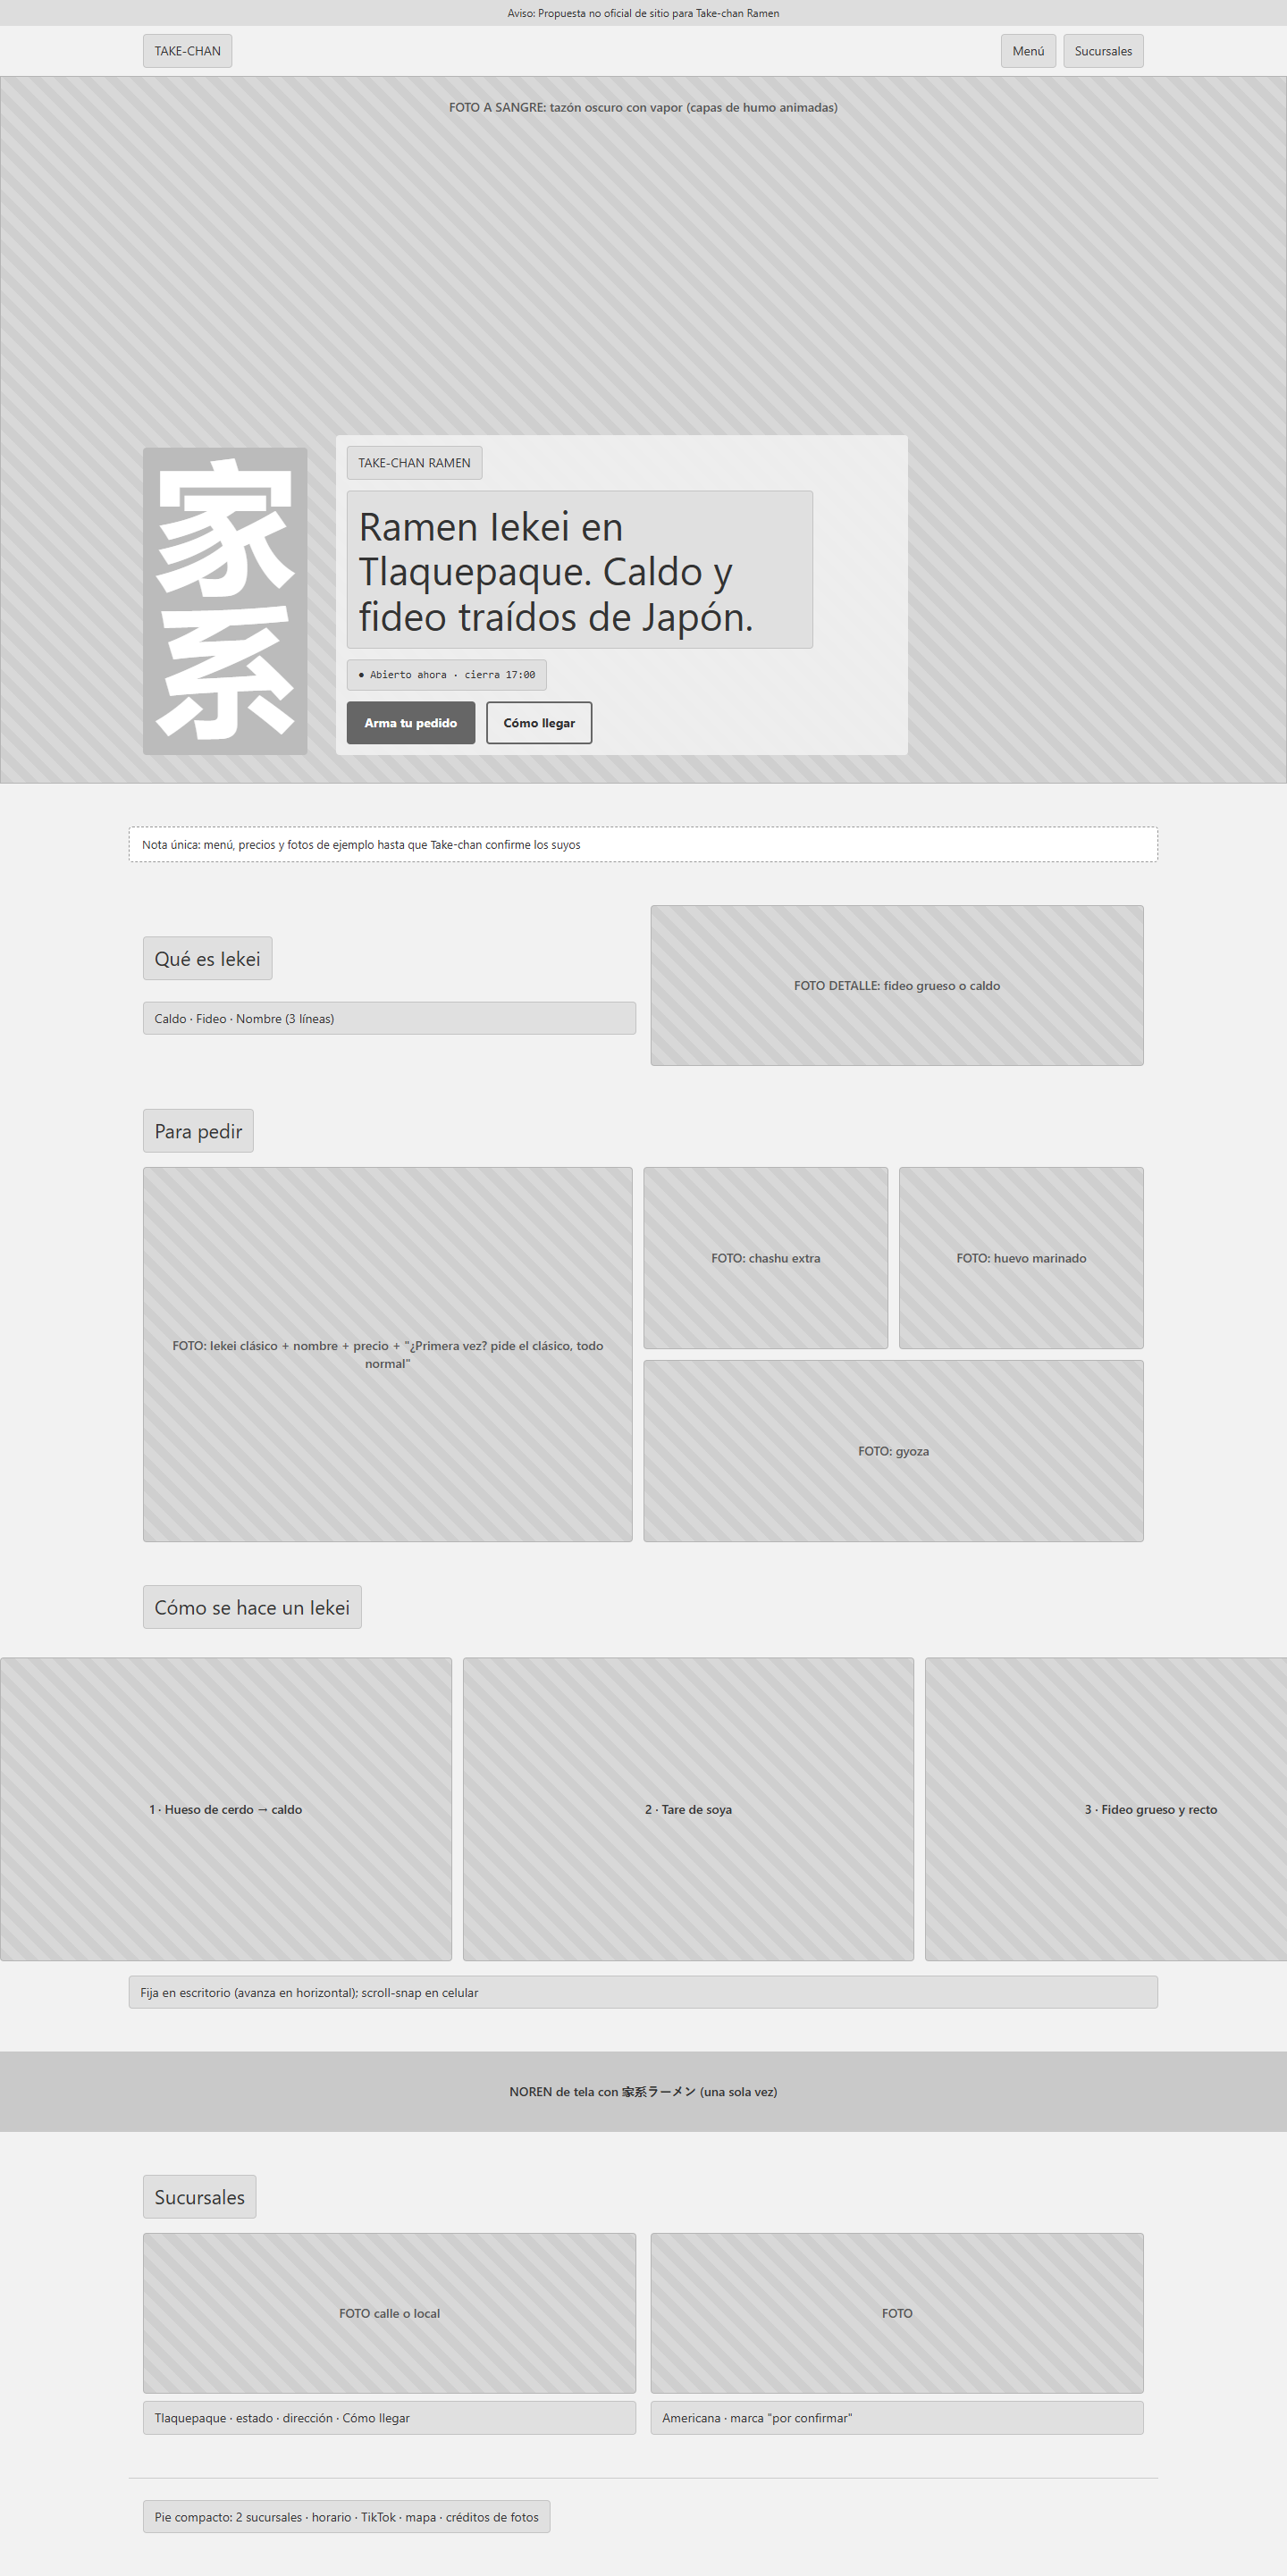 Aviso: Propuesta no oficial de sitio para Take-chan Ramen
TAKE-CHAN
Menú
Sucursales
FOTO A SANGRE: tazón oscuro con vapor (capas de humo animadas)
家
系
TAKE-CHAN RAMEN
Ramen Iekei en
Tlaquepaque. Caldo y
fideo traídos de Japón.
● Abierto ahora · cierra 17:00
Arma tu pedido
Cómo llegar
Nota única: menú, precios y fotos de ejemplo hasta que Take-chan confirme los suyos
Qué es Iekei
Caldo · Fideo · Nombre (3 líneas)
FOTO DETALLE: fideo grueso o caldo
Para pedir
FOTO: Iekei clásico + nombre + precio + "¿Primera vez? pide el clásico, todo
normal"
FOTO: chashu extra
FOTO: huevo marinado
FOTO: gyoza
Cómo se hace un Iekei
1 · Hueso de cerdo → caldo
2 · Tare de soya
3 · Fideo grueso y recto
Fija en escritorio (avanza en horizontal); scroll-snap en celular
NOREN de tela con 家系ラーメン (una sola vez)
Sucursales
FOTO calle o local
FOTO
Tlaquepaque · estado · dirección · Cómo llegar
Americana · marca "por confirmar"
Pie compacto: 2 sucursales · horario · TikTok · mapa · créditos de fotos